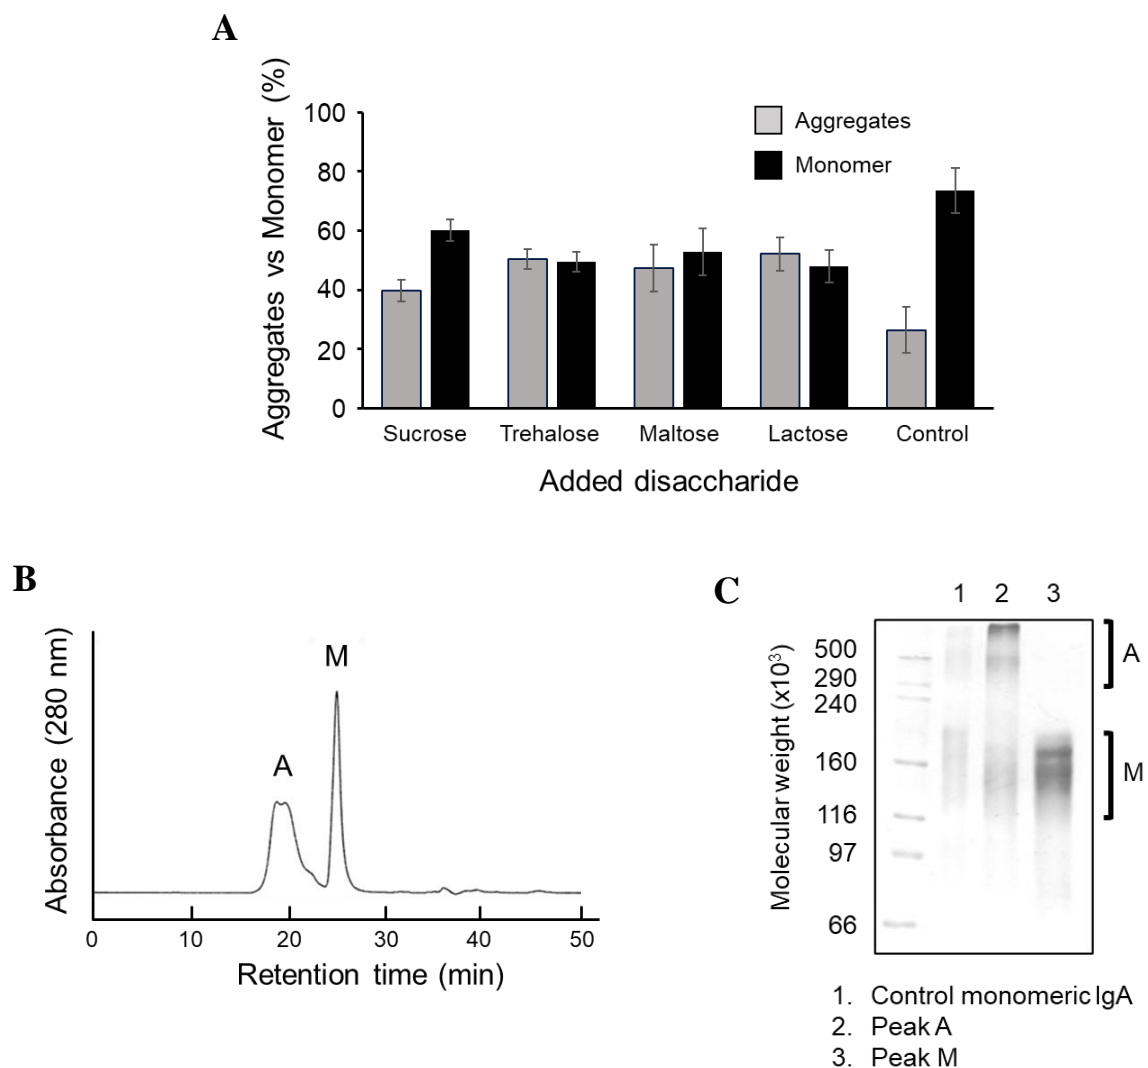 A
Aggregates vs Monomer (%)
100
80
60
40
20
0
Aggregates
Monomer
Sucrose Trehalose Maltose Lactose Control
Added disaccharide
B
Absorbance (280 nm)
A
M
0 10 20 30 40 50
Retention time (min)
C
1 2 3
Molecular weight (x10³)
500
290
240
160
116
97
66
A
M
1. Control monomeric IgA
2. Peak A
3. Peak M